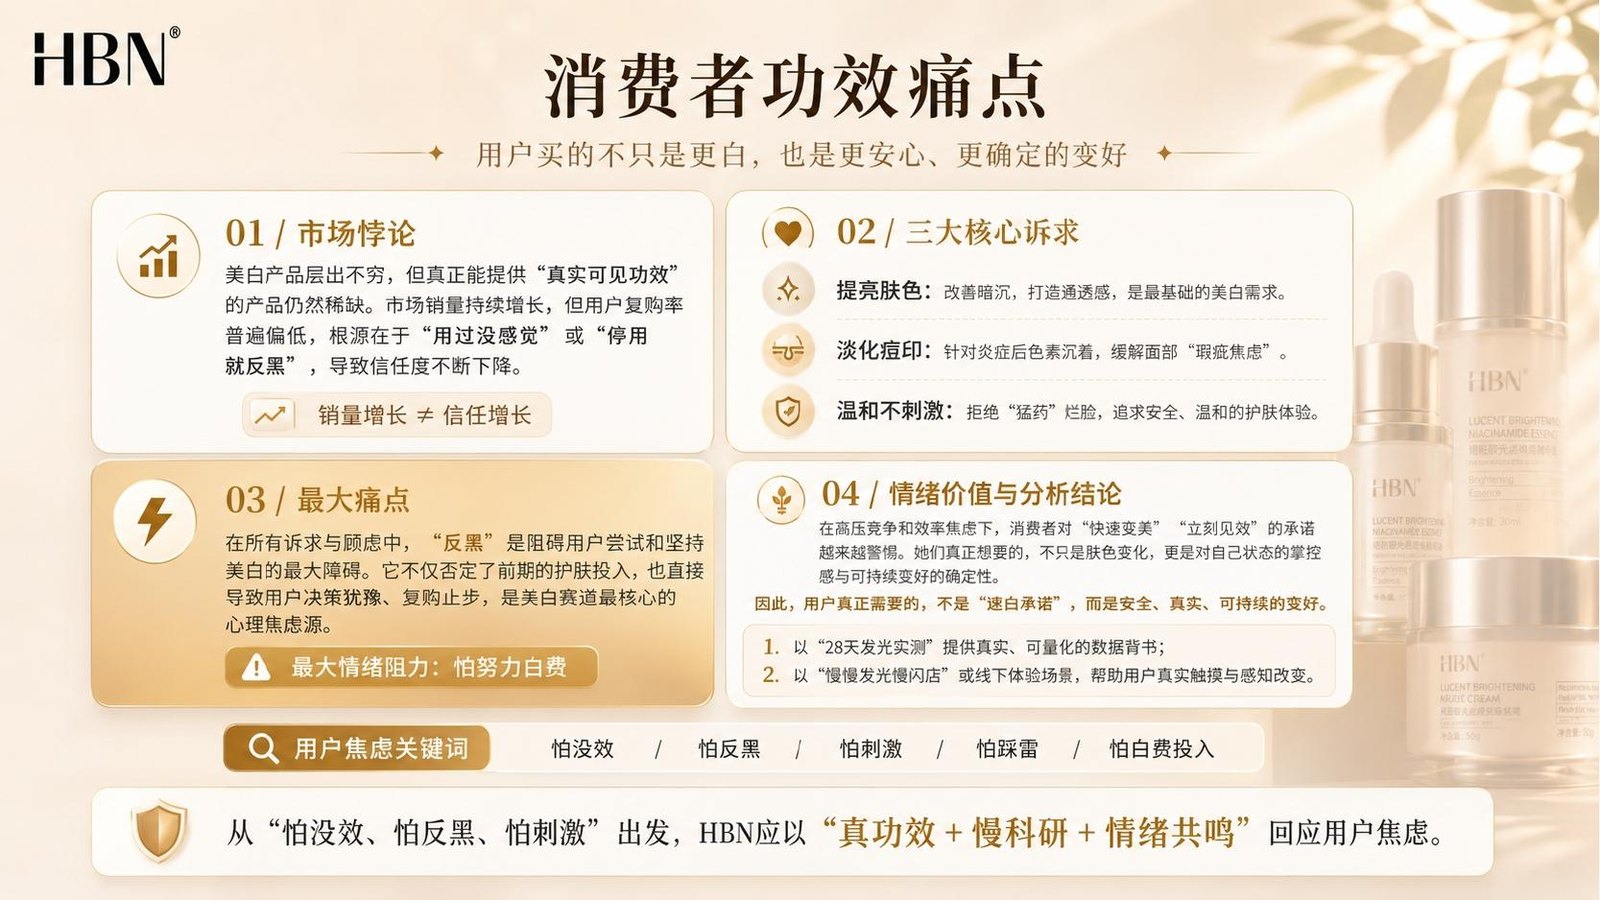 HBN®
消费者功效痛点
用户买的不只是更白，也是更安心、更确定的变好
01 / 市场悖论
美白产品层出不穷，但真正能提供“真实可见功效”
的产品仍然稀缺。市场销量持续增长，但用户复购率
普遍偏低，根源在于“用过没感觉”或“停用
就反黑”，导致信任度不断下降。
销量增长 ≠ 信任增长
02 / 三大核心诉求
提亮肤色：改善暗沉，打造通透感，是最基础的美白需求。
淡化痘印：针对炎症后色素沉着，缓解面部“瑕疵焦虑”。
温和不刺激：拒绝“猛药”烂脸，追求安全、温和的护肤体验。
03 / 最大痛点
在所有诉求与顾虑中，“反黑”是阻碍用户尝试和坚持
美白的最大障碍。它不仅否定了前期的护肤投入，也直接
导致用户决策犹豫、复购止步，是美白赛道最核心的
心理焦虑源。
最大情绪阻力：怕努力白费
04 / 情绪价值与分析结论
在高压竞争和效率焦虑下，消费者对“快速变美”“立刻见效”的承诺
越来越警惕。她们真正想要的，不只是肤色变化，更是对自己状态的掌控
感与可持续变好的确定性。
因此，用户真正需要的，不是“速白承诺”，而是安全、真实、可持续的变好。
1. 以“28天发光实测”提供真实、可量化的数据背书；
2. 以“慢慢发光慢闪店”或线下体验场景，帮助用户真实触摸与感知改变。
用户焦虑关键词
怕没效 / 怕反黑 / 怕刺激 / 怕踩雷 / 怕白费投入
从“怕没效、怕反黑、怕刺激”出发，HBN应以“真功效 + 慢科研 + 情绪共鸣”回应用户焦虑。
HBN
LUCENT BRIGHTENING
NIACINAMIDE ESSENCE
Brightening
Essence
净含量: 30ml
HBN
LUCENT BRIGHTENING
NIACINAMIDE ESSENCE
HBN
LUCENT BRIGHTENING
CREAM